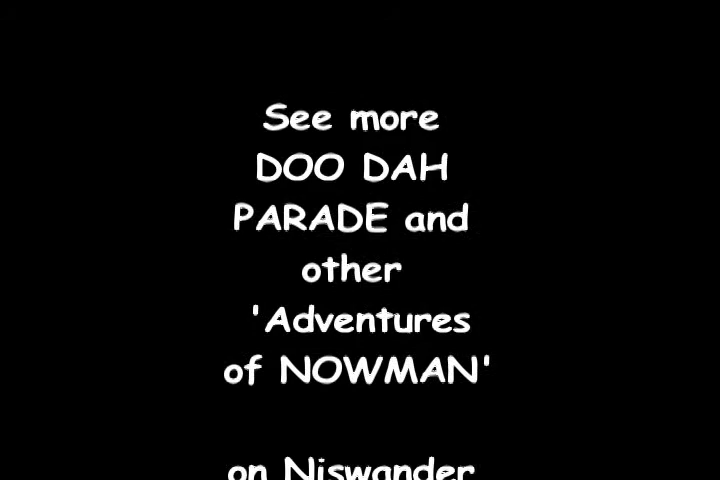 See more
DOO DAH
PARADE and
other
'Adventures
of NOWMAN'
on Niswander